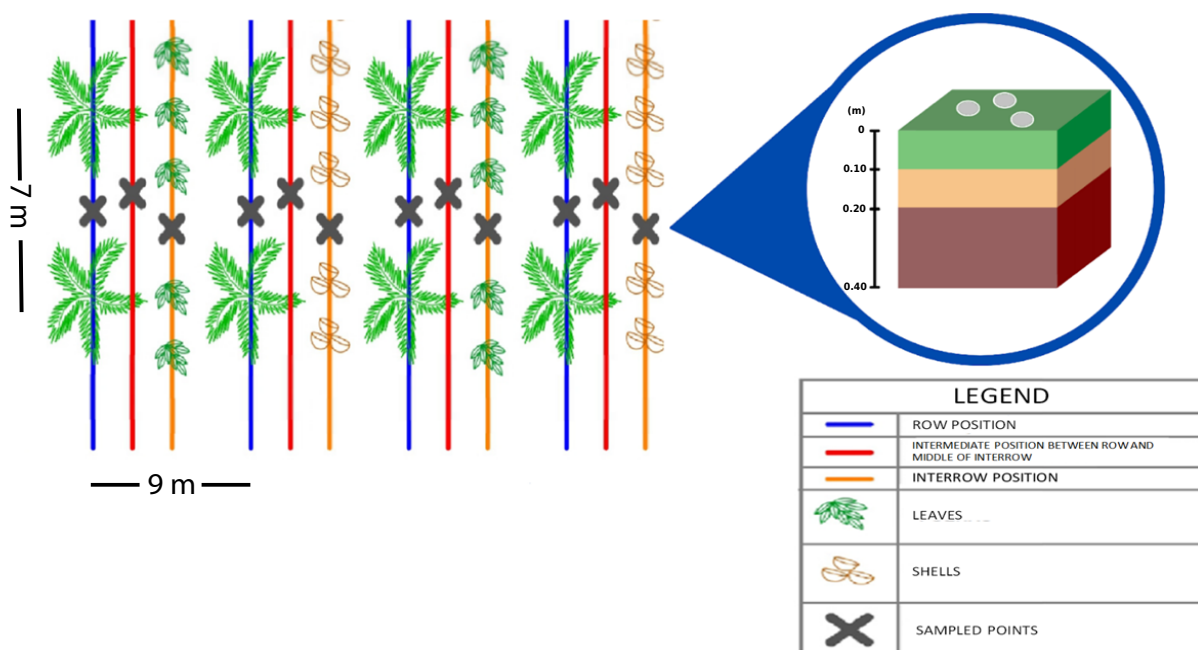 7 m
9 m
(m)
0
0.10
0.20
0.40
LEGEND
ROW POSITION
INTERMEDIATE POSITION BETWEEN ROW AND
MIDDLE OF INTERROW
INTERROW POSITION
LEAVES
SHELLS
SAMPLED POINTS